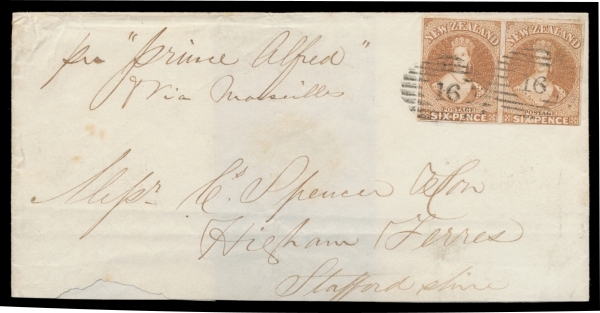 per "Prince Alfred"
& Via Marseilles
NEW ZEALAND
NEW ZEALAND
16
16
POSTAGE
POSTAGE
SIX-PENCE
SIX-PENCE
Messrs C. Spencer & Son
Higham Ferres
Staffordshire